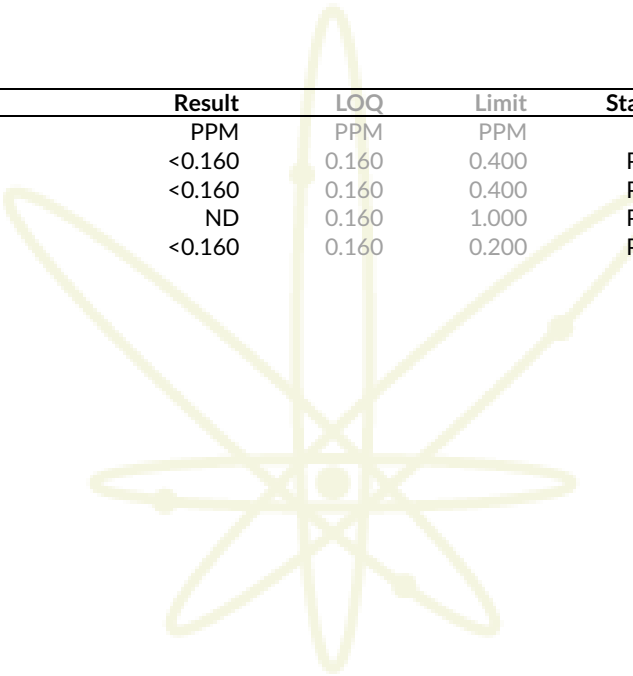 Result LOQ Limit Sta
PPM PPM PPM
<0.160 0.160 0.400 P
<0.160 0.160 0.400 P
ND 0.160 1.000 P
<0.160 0.160 0.200 P